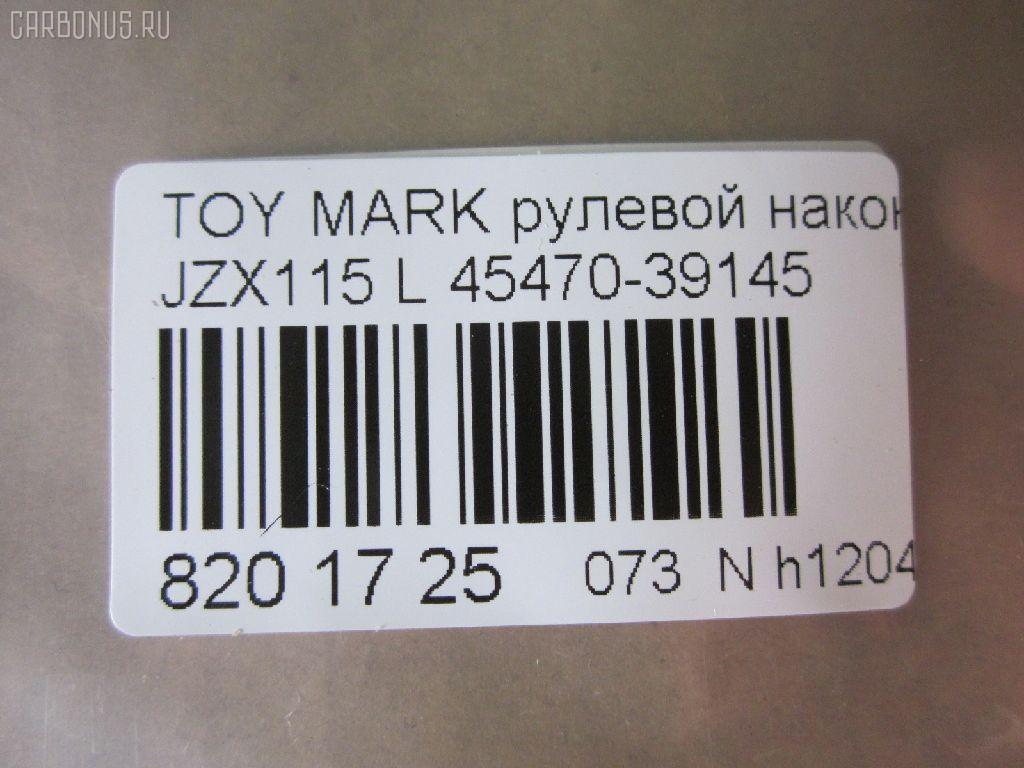 CARBONUS.RU
TOY MARK рулевой након
JZX115 L 45470-39145
820 17 25 073 N h1204